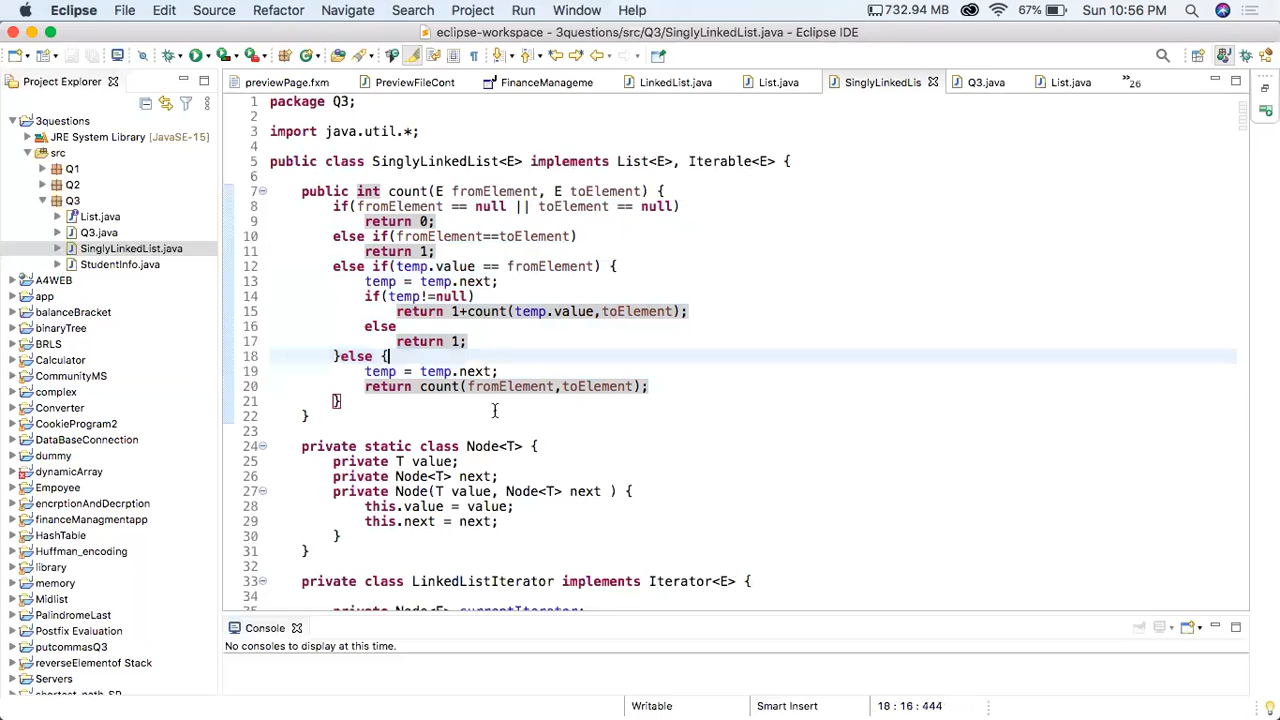 Eclipse File Edit Source Refactor Navigate Search Project Run Window Help 732.94 MB 67% Sun 10:56 PM
eclipse-workspace - 3questions/src/Q3/SinglyLinkedList.java - Eclipse IDE
Project Explorer
previewPage.fxm PreviewFileCont FinanceManageme LinkedList.java List.java SinglyLinkedLis Q3.java List.java 26
3questions
JRE System Library [JavaSE-15]
src
Q1
Q2
Q3
List.java
Q3.java
SinglyLinkedList.java
StudentInfo.java
A4WEB
app
balanceBracket
binaryTree
BRLS
Calculator
CommunityMS
complex
Converter
CookieProgram2
DataBaseConnection
dummy
dynamicArray
Empoyee
encrptionAndDecrption
financeManagmentapp
HashTable
Huffman_encoding
library
memory
Midlist
PalindromeLast
Postfix Evaluation
putcommasQ1
reverseElementof Stack
Servers
shortest_path_SP
1 package Q3;
2
3 import java.util.*;
4
5 public class SinglyLinkedList<E> implements List<E>, Iterable<E> {
6
7 public int count(E fromElement, E toElement) {
8 if(fromElement == null || toElement == null)
9 return 0;
10 else if(fromElement==toElement)
11 return 1;
12 else if(temp.value == fromElement) {
13 temp = temp.next;
14 if(temp!=null)
15 return 1+count(temp.value,toElement);
16 else
17 return 1;
18 }else {
19 temp = temp.next;
20 return count(fromElement,toElement);
21 }
22 }
23
24 private static class Node<T> {
25 private T value;
26 private Node<T> next;
27 private Node(T value, Node<T> next ) {
28 this.value = value;
29 this.next = next;
30 }
31 }
32
33 private class LinkedListIterator implements Iterator<E> {
34
35 private Node<E> currentIterator;
Console
No consoles to display at this time.
Writable Smart Insert 18 : 16 : 444